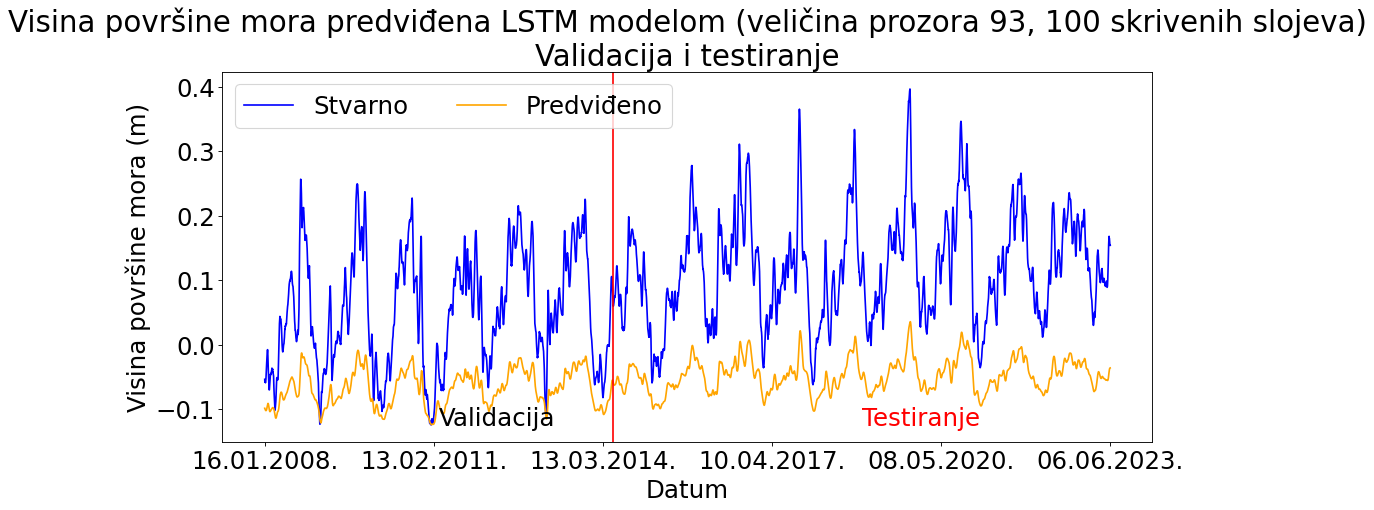 Visina površine mora predviđena LSTM modelom (veličina prozora 93, 100 skrivenih slojeva)
Validacija i testiranje
Stvarno
Predviđeno
Visina površine mora (m)
0.4
0.3
0.2
0.1
0.0
−0.1
Validacija
Testiranje
16.01.2008.
13.02.2011.
13.03.2014.
10.04.2017.
08.05.2020.
06.06.2023.
Datum